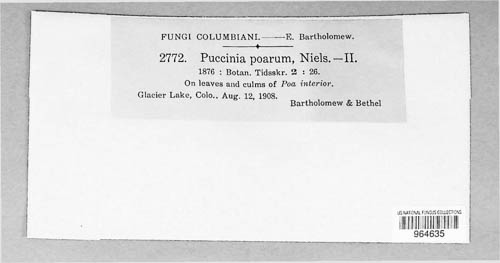 FUNGI COLUMBIANI.——E. Bartholomew.
2772. Puccinia poarum, Niels.—II.
1876 : Botan. Tidsskr. 2 : 26.
On leaves and culms of Poa interior.
Glacier Lake, Colo., Aug. 12, 1908.
Bartholomew & Bethel
US NATIONAL FUNGUS COLLECTIONS
964635